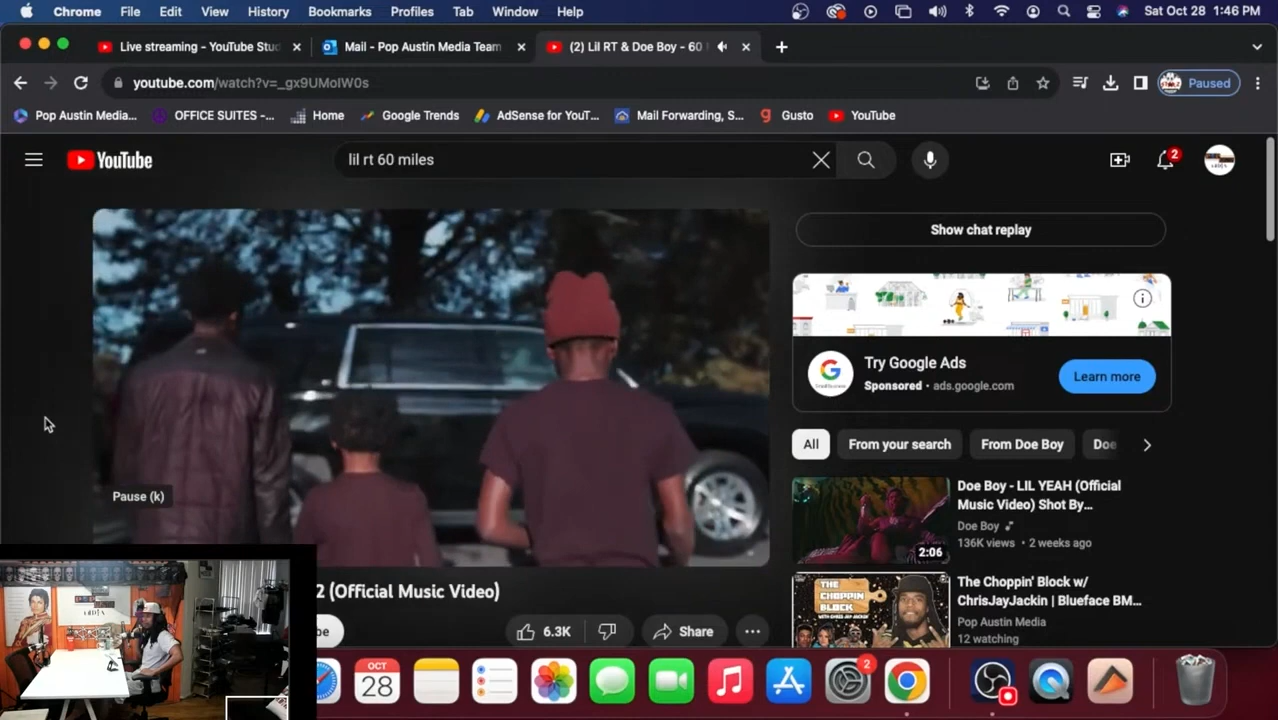 Chrome File Edit View History Bookmarks Profiles Tab Window Help Sat Oct 28 1:46 PM
Live streaming - YouTube Stud Mail - Pop Austin Media Team (2) Lil RT & Doe Boy - 60
youtube.com/watch?v=_gx9UMoIW0s Paused
Pop Austin Media... OFFICE SUITES -... Home Google Trends AdSense for YouT... Mail Forwarding, S... Gusto YouTube
YouTube lil rt 60 miles 2
Show chat replay
Try Google Ads
Sponsored · ads.google.com
Learn more
All From your search From Doe Boy Doe
Pause (k)
Doe Boy - LIL YEAH (Official
Music Video) Shot By...
Doe Boy
136K views • 2 weeks ago
2:06
THE
CHOPPIN'
BLOCK
The Choppin' Block w/
ChrisJayJackin | Blueface BM...
Pop Austin Media
12 watching
2 (Official Music Video)
be 6.3K Share
OCT
28
2